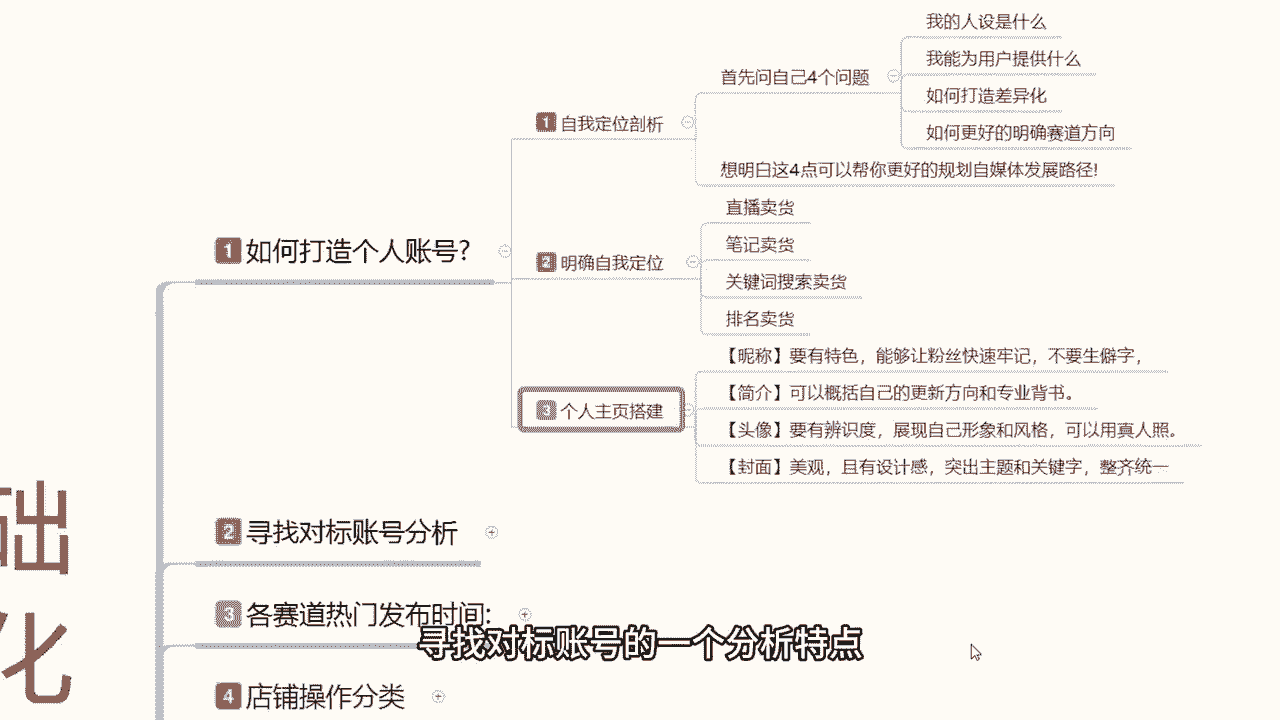 我的人设是什么
我能为用户提供什么
如何打造差异化
如何更好的明确赛道方向
首先问自己4个问题
想明白这4点可以帮你更好的规划自媒体发展路径!
1 自我定位剖析
直播卖货
笔记卖货
关键词搜索卖货
排名卖货
2 明确自我定位
【昵称】要有特色，能够让粉丝快速牢记，不要生僻字，
【简介】可以概括自己的更新方向和专业背书。
【头像】要有辨识度，展现自己形象和风格，可以用真人照。
【封面】美观，且有设计感，突出主题和关键字，整齐统一
3 个人主页搭建
1 如何打造个人账号?
2 寻找对标账号分析
3 各赛道热门发布时间:
4 店铺操作分类
础
化
寻找对标账号的一个分析特点